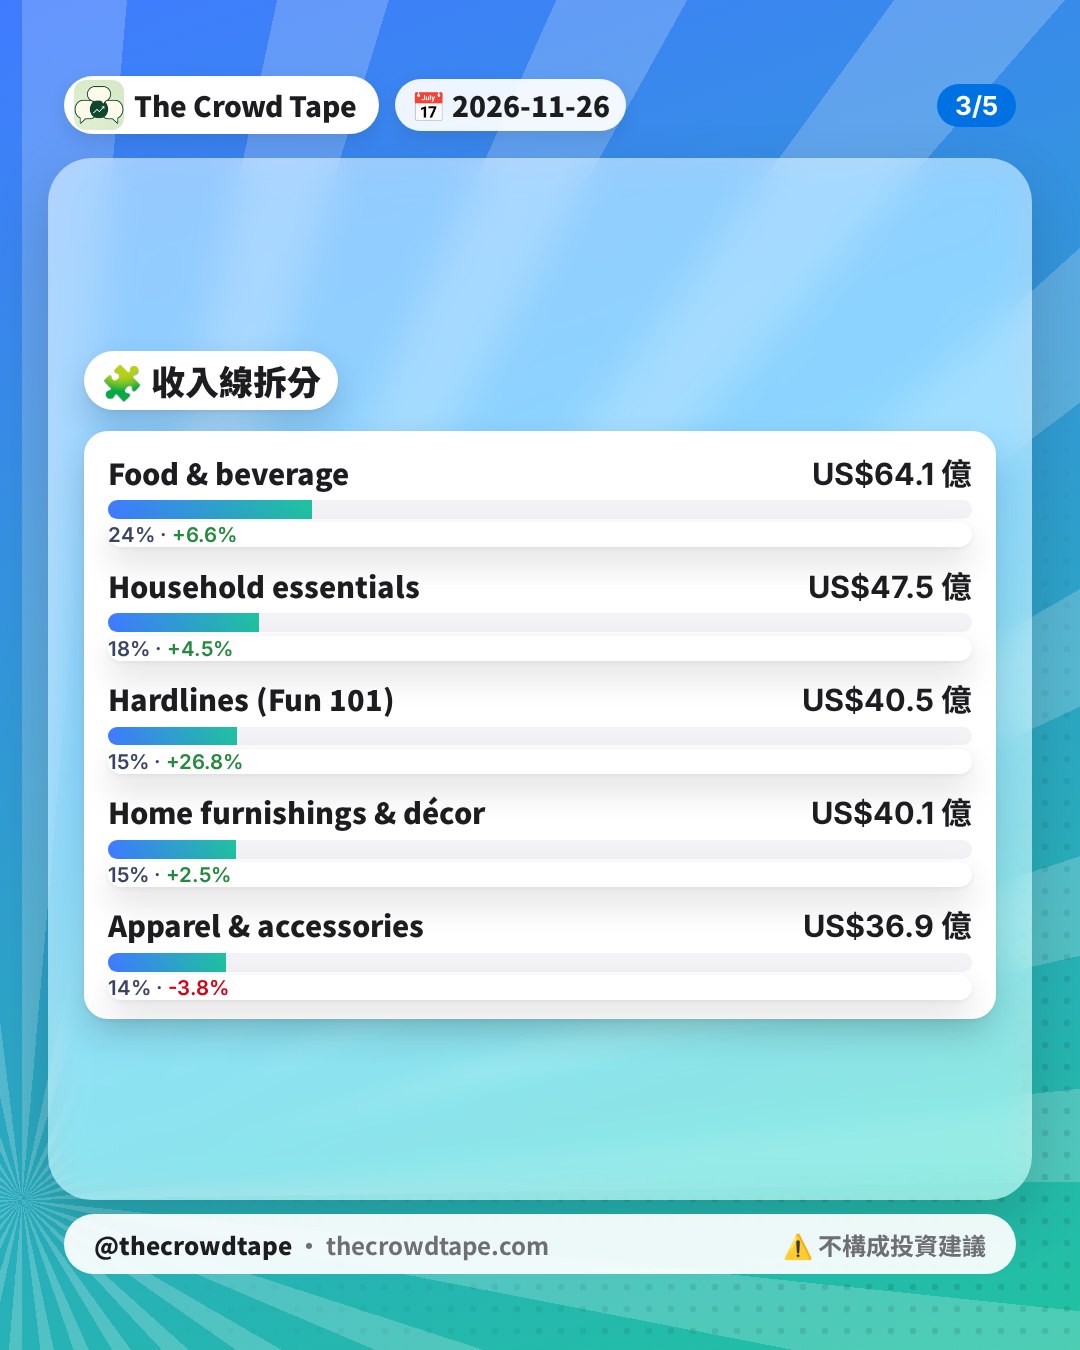 The Crowd Tape
2026-11-26
3/5
收入線拆分
Food & beverage US$64.1 億
24% · +6.6%
Household essentials US$47.5 億
18% · +4.5%
Hardlines (Fun 101) US$40.5 億
15% · +26.8%
Home furnishings & décor US$40.1 億
15% · +2.5%
Apparel & accessories US$36.9 億
14% · -3.8%
@thecrowdtape • thecrowdtape.com
⚠️ 不構成投資建議